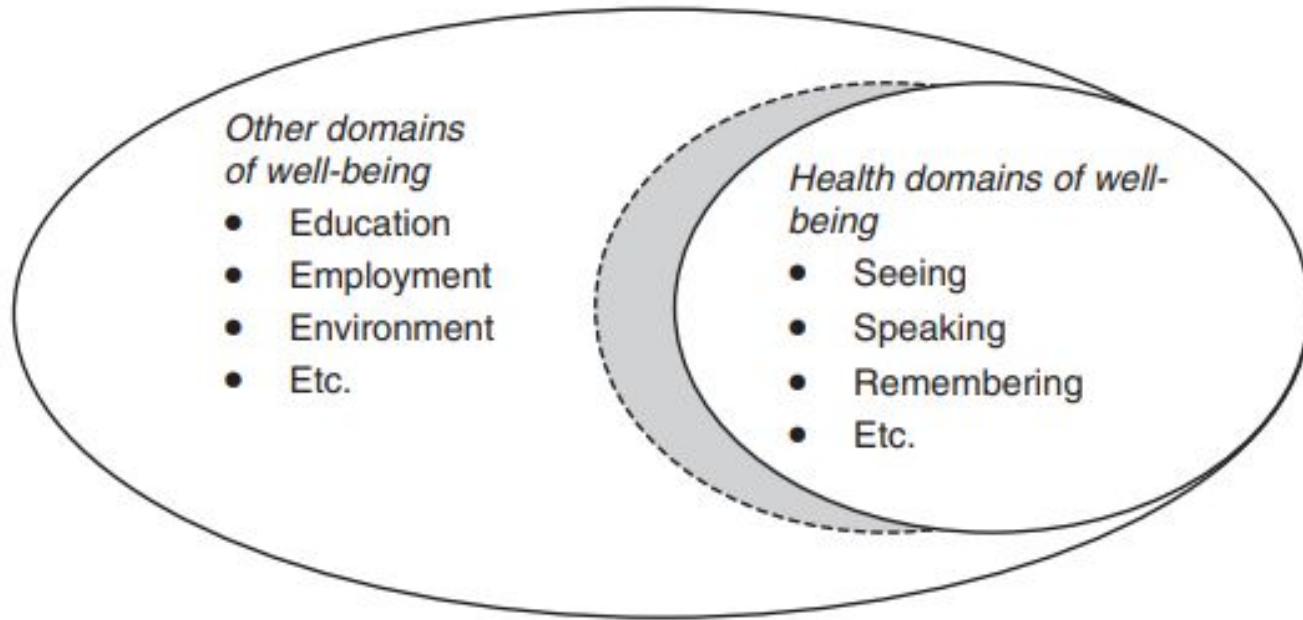 Other domains
of well-being
• Education
• Employment
• Environment
• Etc.
Health domains of well-
being
• Seeing
• Speaking
• Remembering
• Etc.